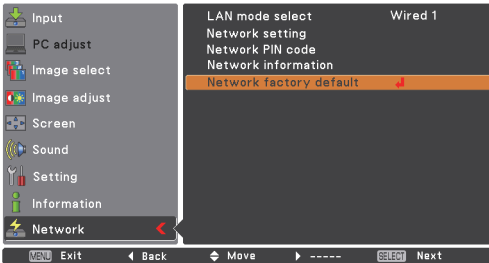 Input
PC adjust
Image select
Image adjust
Screen
Sound
Setting
Information
Network
LAN mode select Wired 1
Network setting
Network PIN code
Network information
Network factory default
MENU Exit Back Move ----- SELECT Next